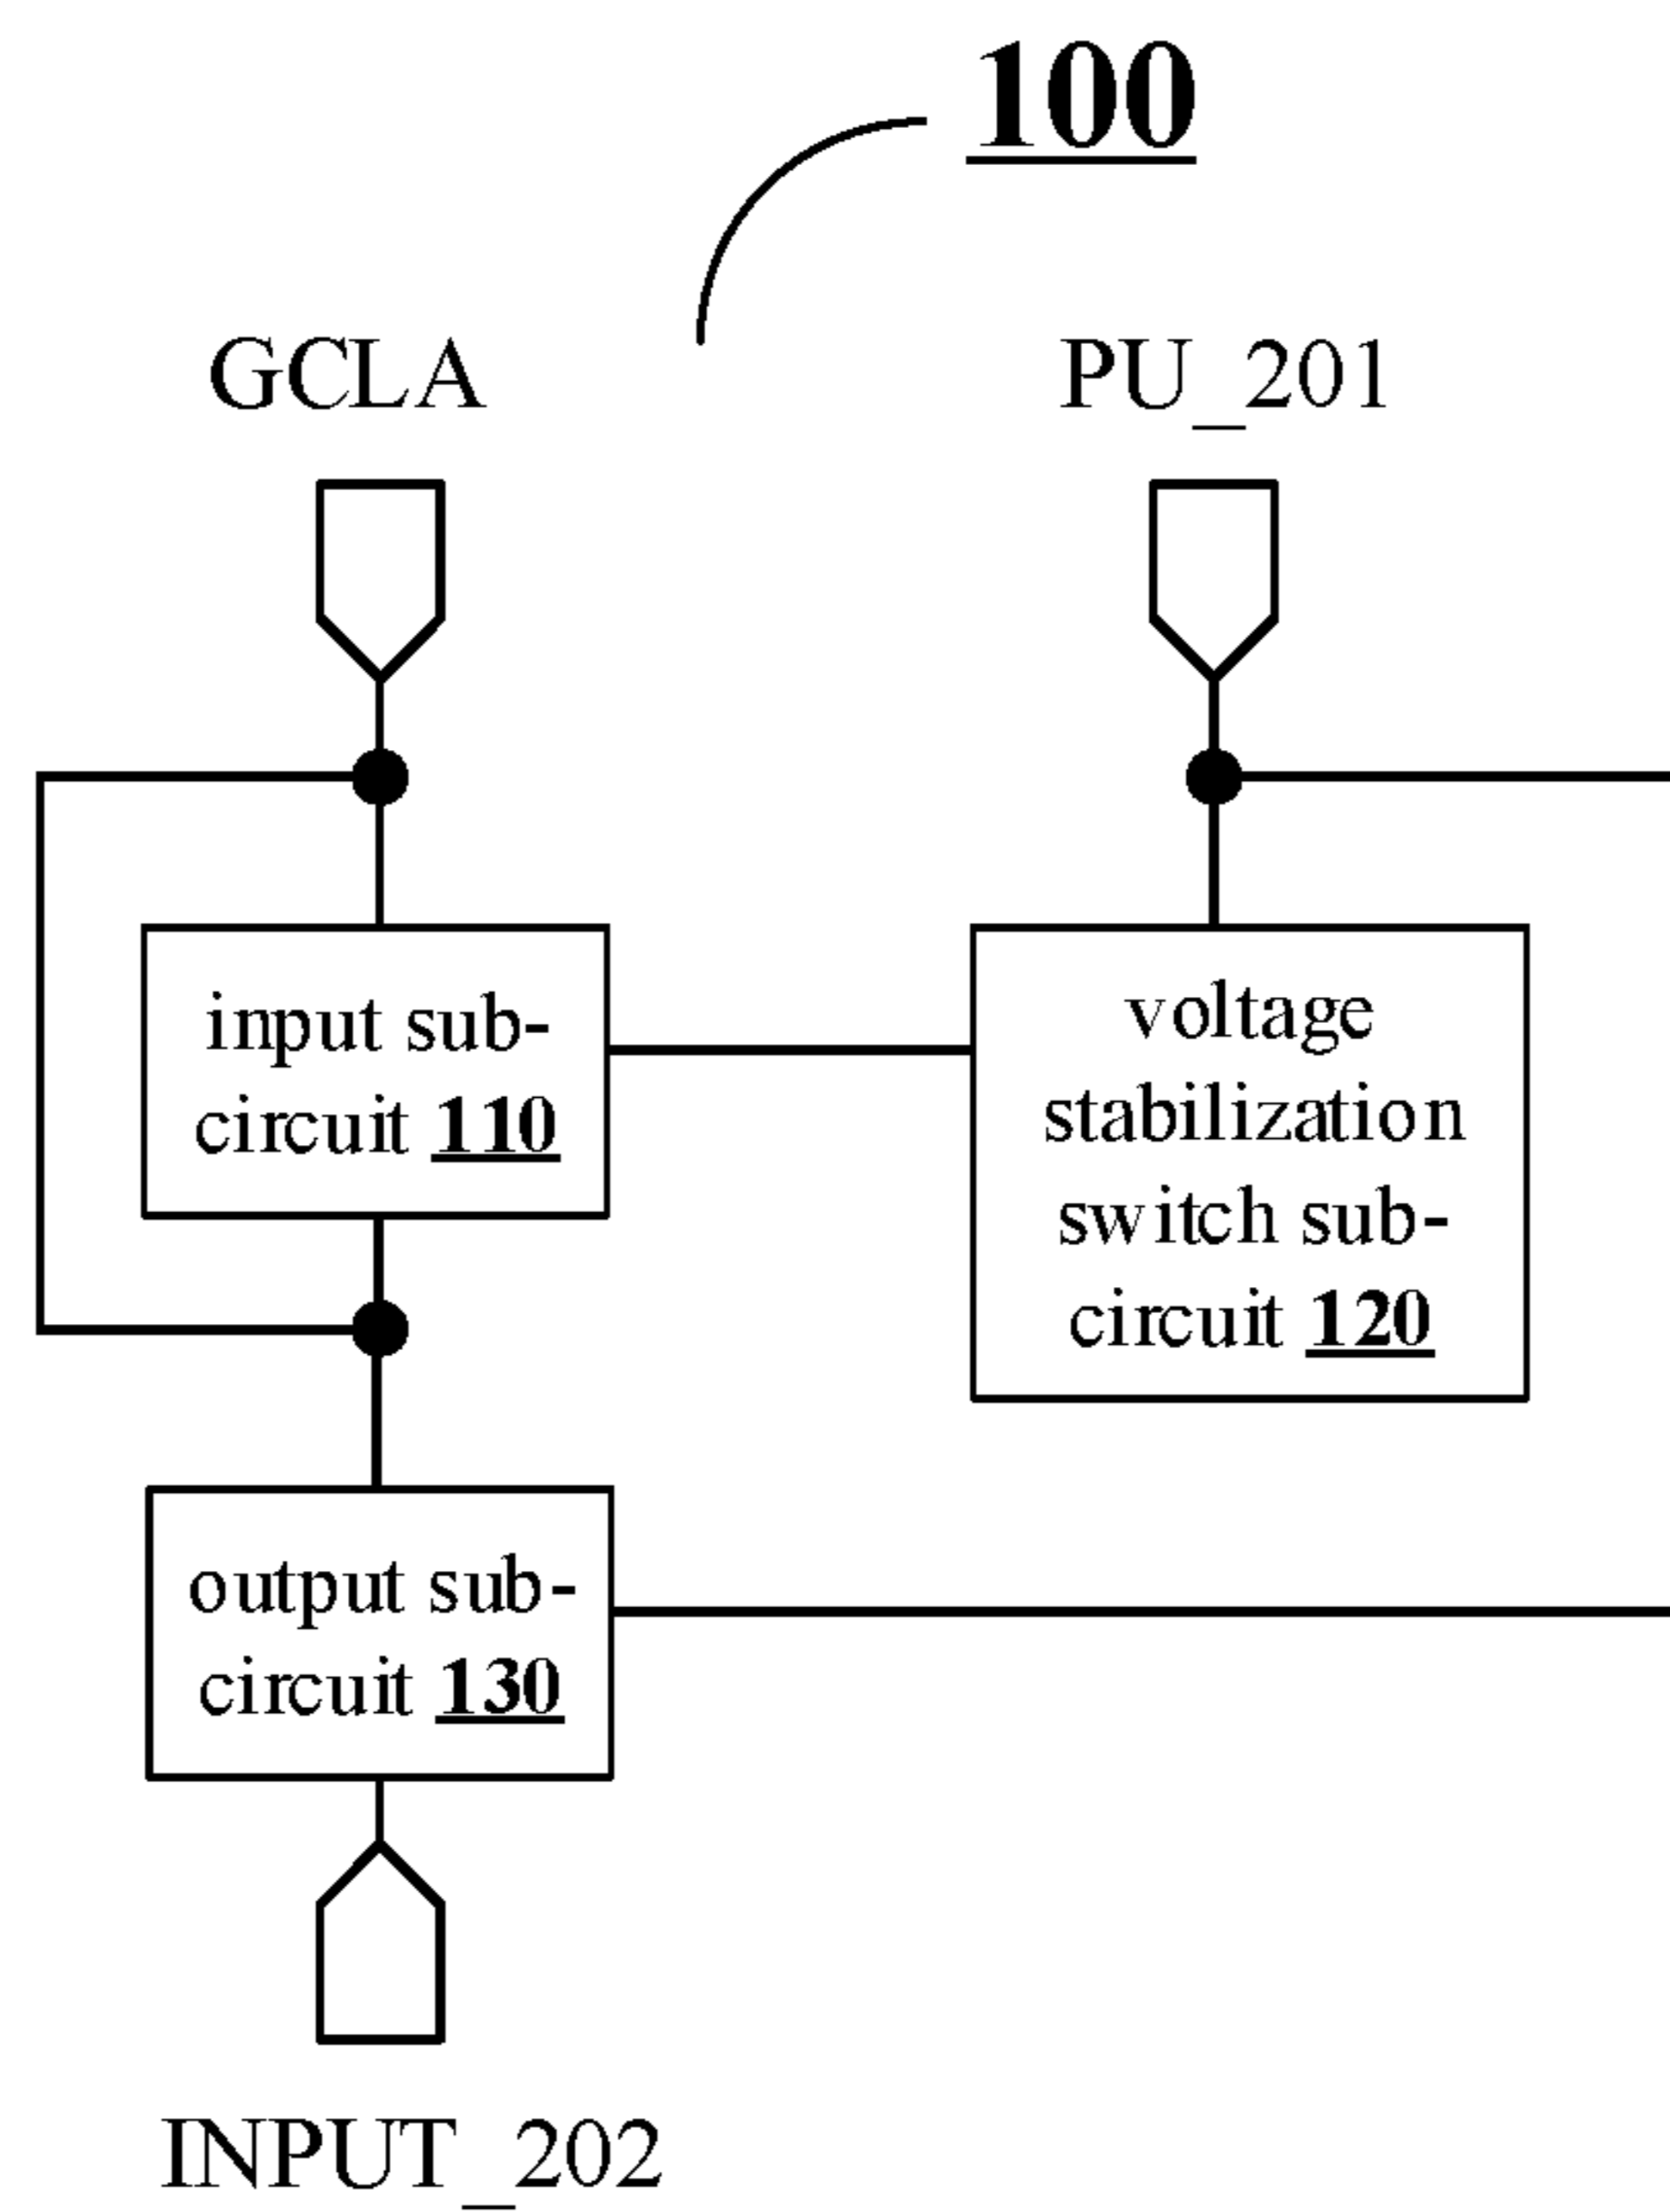 100
GCLA
PU_201
input sub-
circuit 110
voltage
stabilization
switch sub-
circuit 120
output sub-
circuit 130
INPUT_202